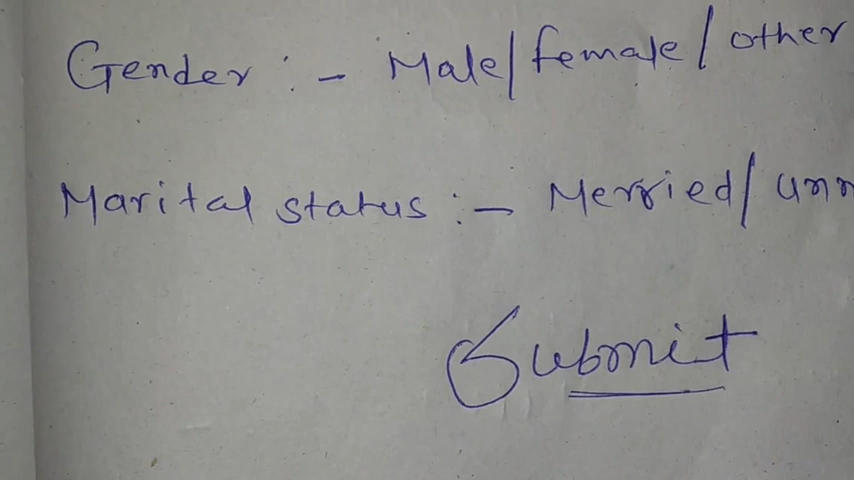 Gender :- Male/female/other
Marital status :- Merried/
Submit